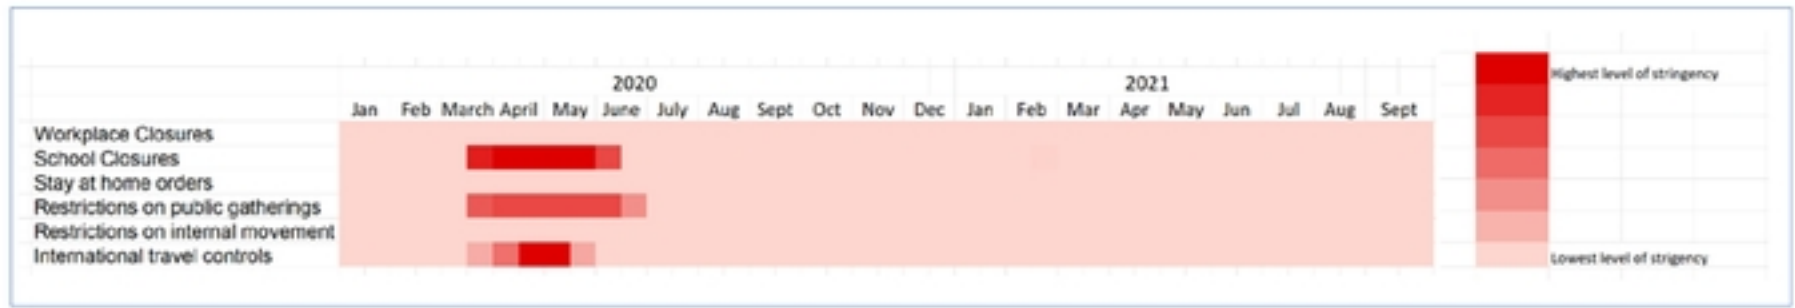 2020 2021
Jan Feb March April May June July Aug Sept Oct Nov Dec Jan Feb Mar Apr May Jun Jul Aug Sept
Workplace Closures
School Closures
Stay at home orders
Restrictions on public gatherings
Restrictions on internal movement
International travel controls
Highest level of stringency
Lowest level of strigency